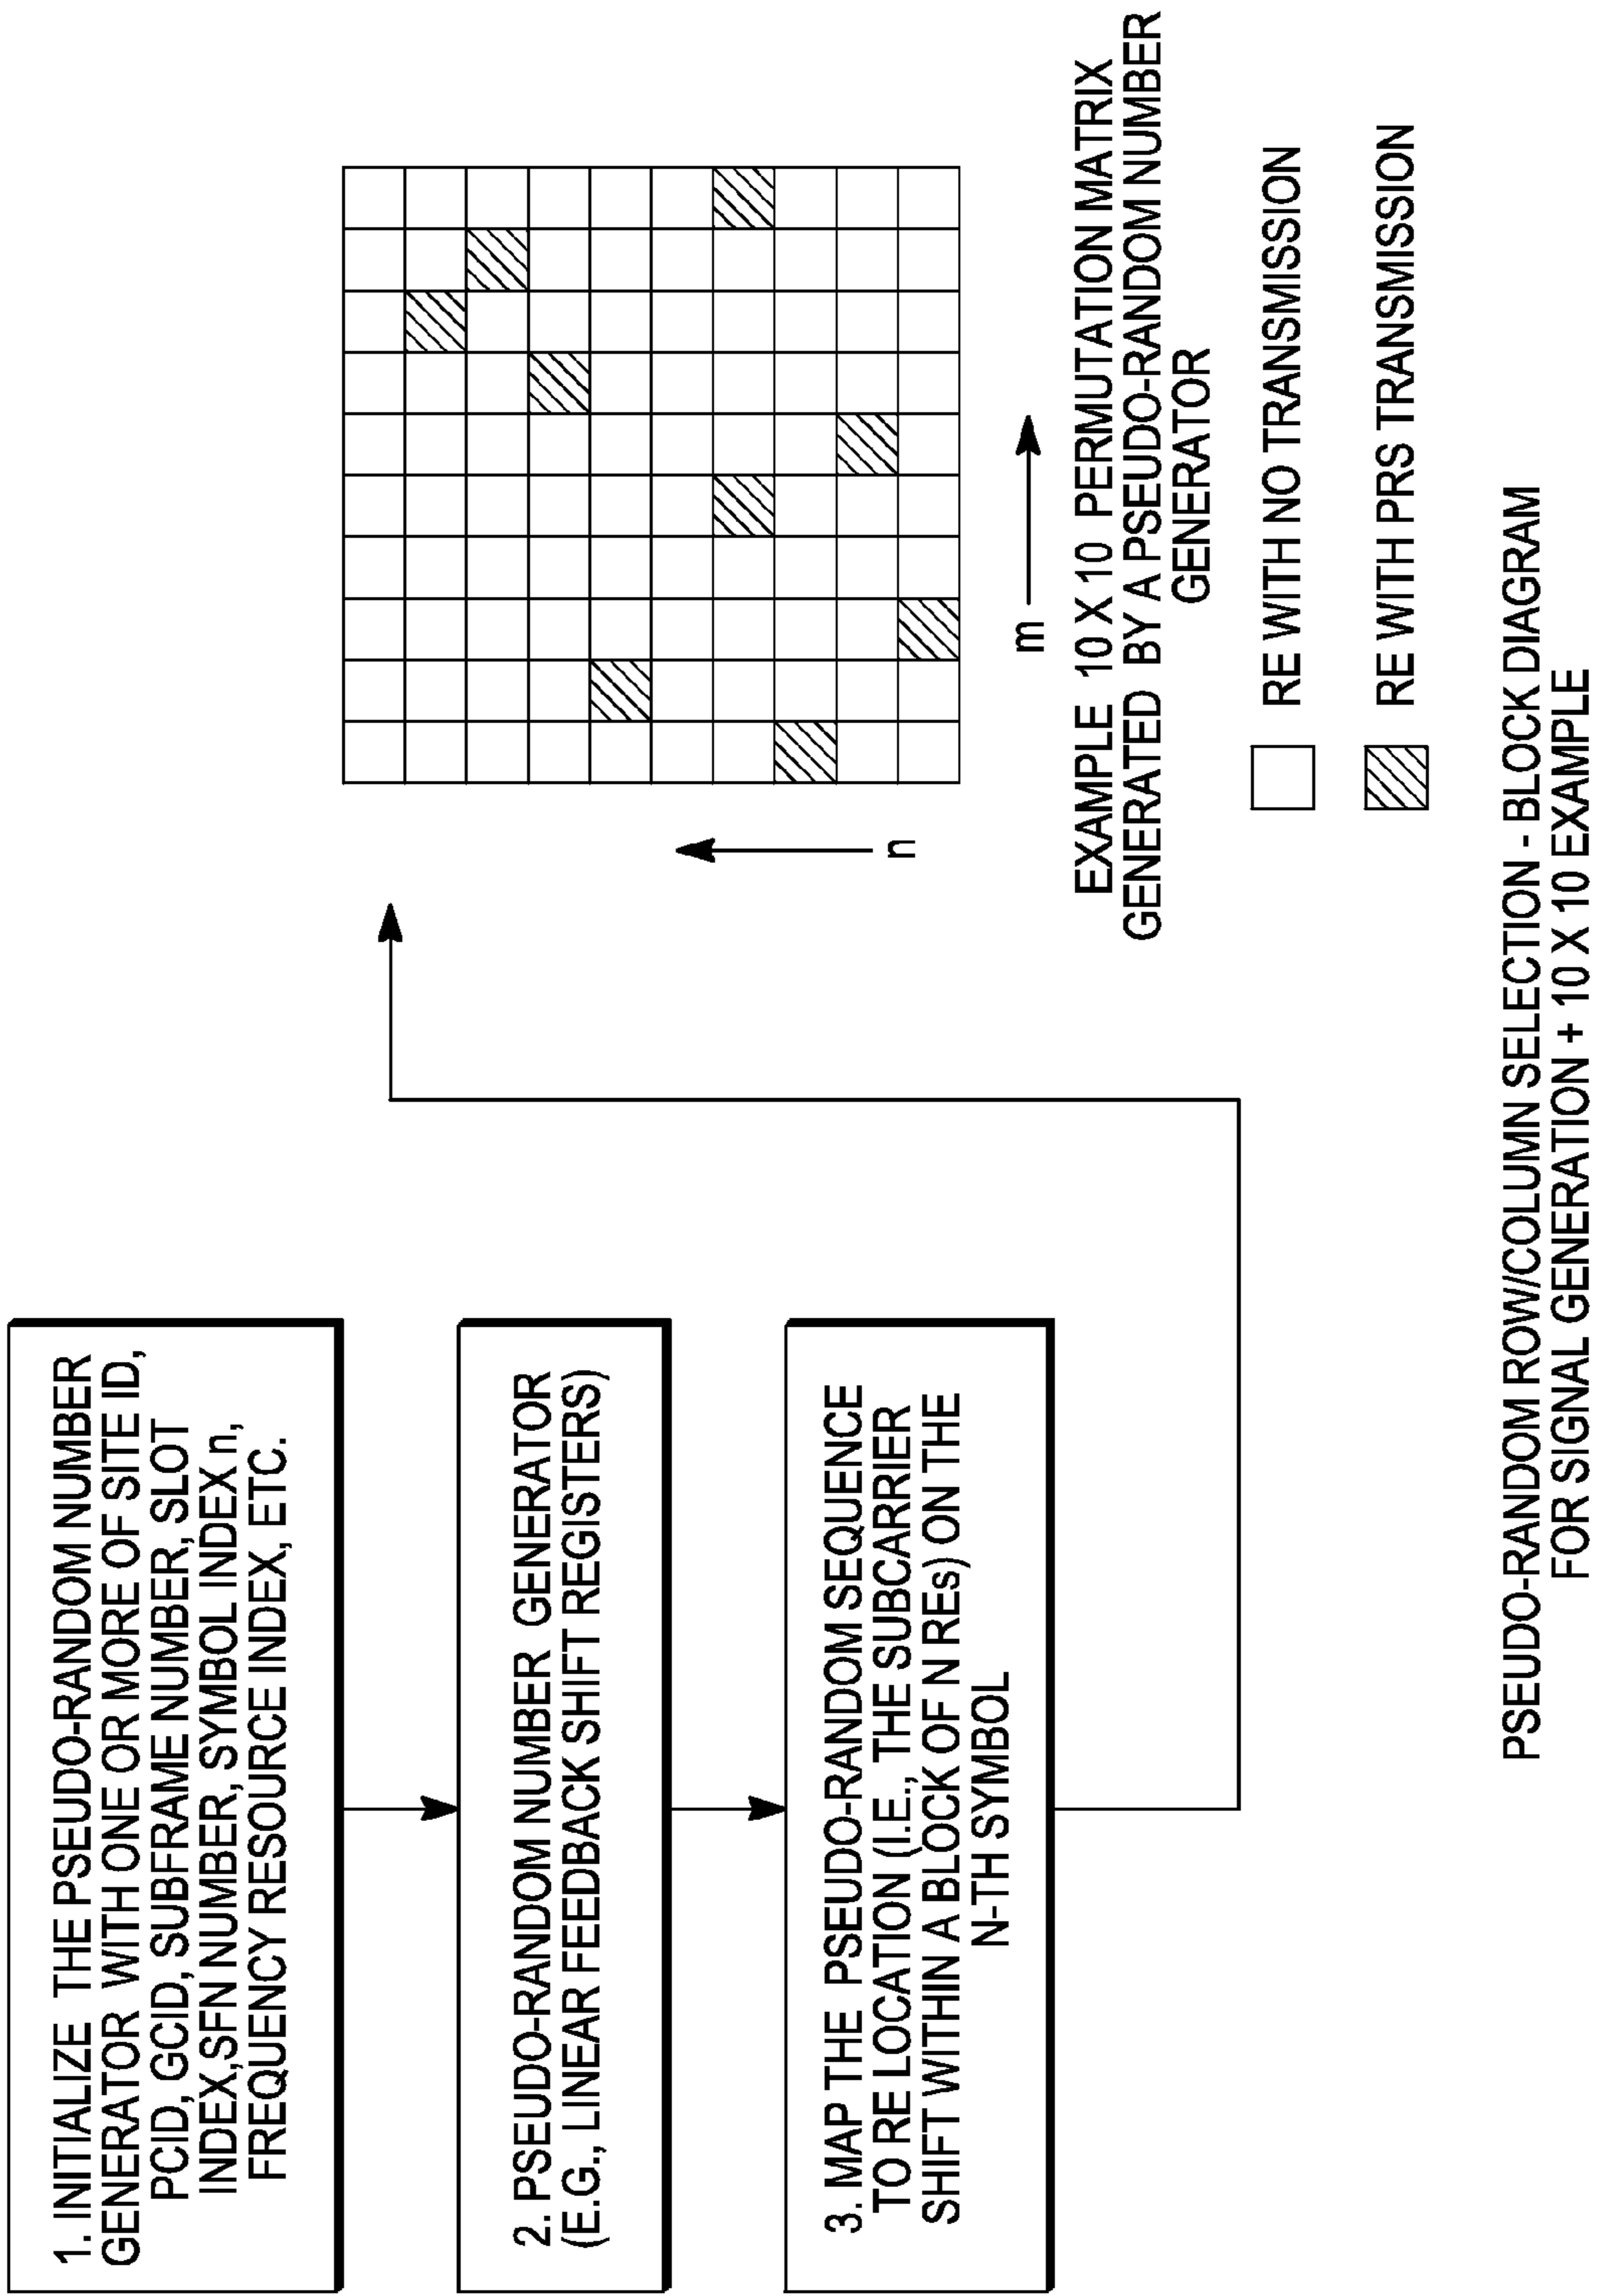 1. INITIALIZE THE PSEUDO-RANDOM NUMBER
GENERATOR WITH ONE OR MORE OF SITE ID,
PCID, GCID, SUBFRAME NUMBER, SLOT
INDEX,SFN NUMBER, SYMBOL INDEX n,
FREQUENCY RESOURCE INDEX, ETC.
2. PSEUDO-RANDOM NUMBER GENERATOR
(E.G., LINEAR FEEDBACK SHIFT REGISTERS)
3. MAP THE PSEUDO-RANDOM SEQUENCE
TO RE LOCATION (I.E., THE SUBCARRIER
SHIFT WITHIN A BLOCK OF N REs) ON THE
N-TH SYMBOL
n
m
EXAMPLE 10 X 10 PERMUTATION MATRIX
GENERATED BY A PSEUDO-RANDOM NUMBER
GENERATOR
RE WITH NO TRANSMISSION
RE WITH PRS TRANSMISSION
PSEUDO-RANDOM ROW/COLUMN SELECTION - BLOCK DIAGRAM
FOR SIGNAL GENERATION + 10 X 10 EXAMPLE